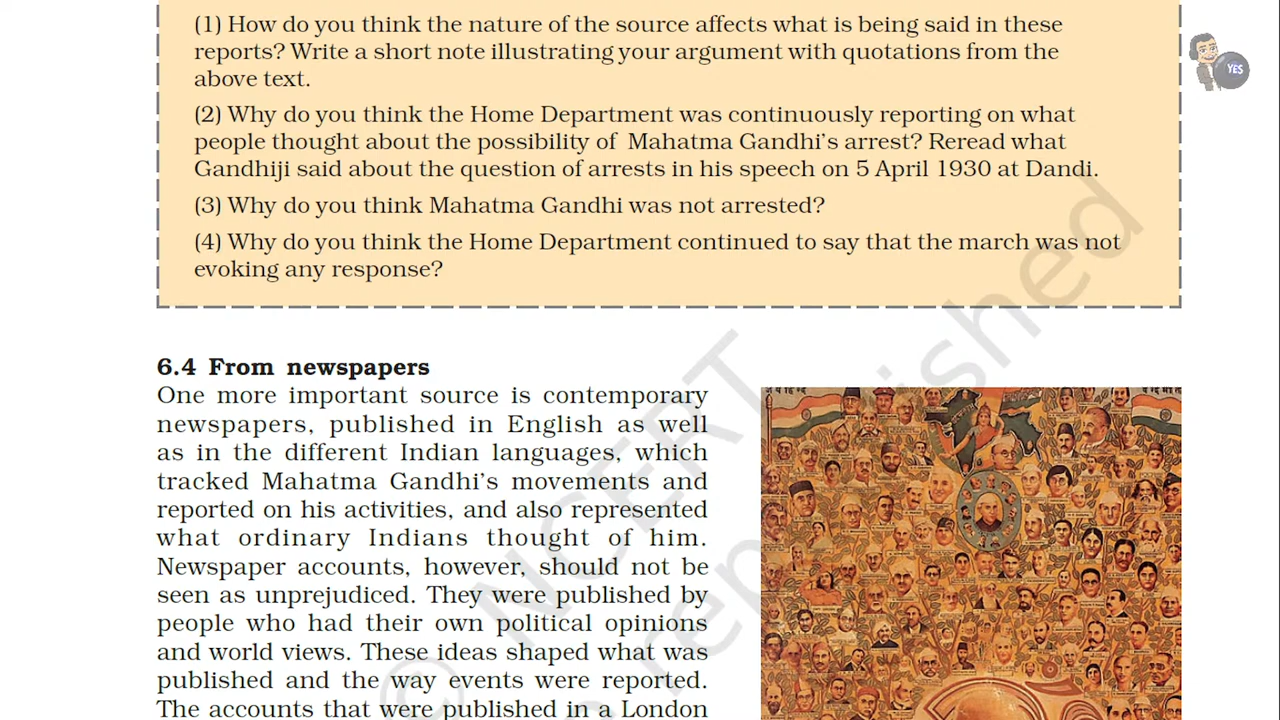 (1) How do you think the nature of the source affects what is being said in these
reports? Write a short note illustrating your argument with quotations from the
above text.
(2) Why do you think the Home Department was continuously reporting on what
people thought about the possibility of Mahatma Gandhi's arrest? Reread what
Gandhiji said about the question of arrests in his speech on 5 April 1930 at Dandi.
(3) Why do you think Mahatma Gandhi was not arrested?
(4) Why do you think the Home Department continued to say that the march was not
evoking any response?
YES
6.4 From newspapers
One more important source is contemporary
newspapers, published in English as well
as in the different Indian languages, which
tracked Mahatma Gandhi's movements and
reported on his activities, and also represented
what ordinary Indians thought of him.
Newspaper accounts, however, should not be
seen as unprejudiced. They were published by
people who had their own political opinions
and world views. These ideas shaped what was
published and the way events were reported.
The accounts that were published in a London
© NCERT